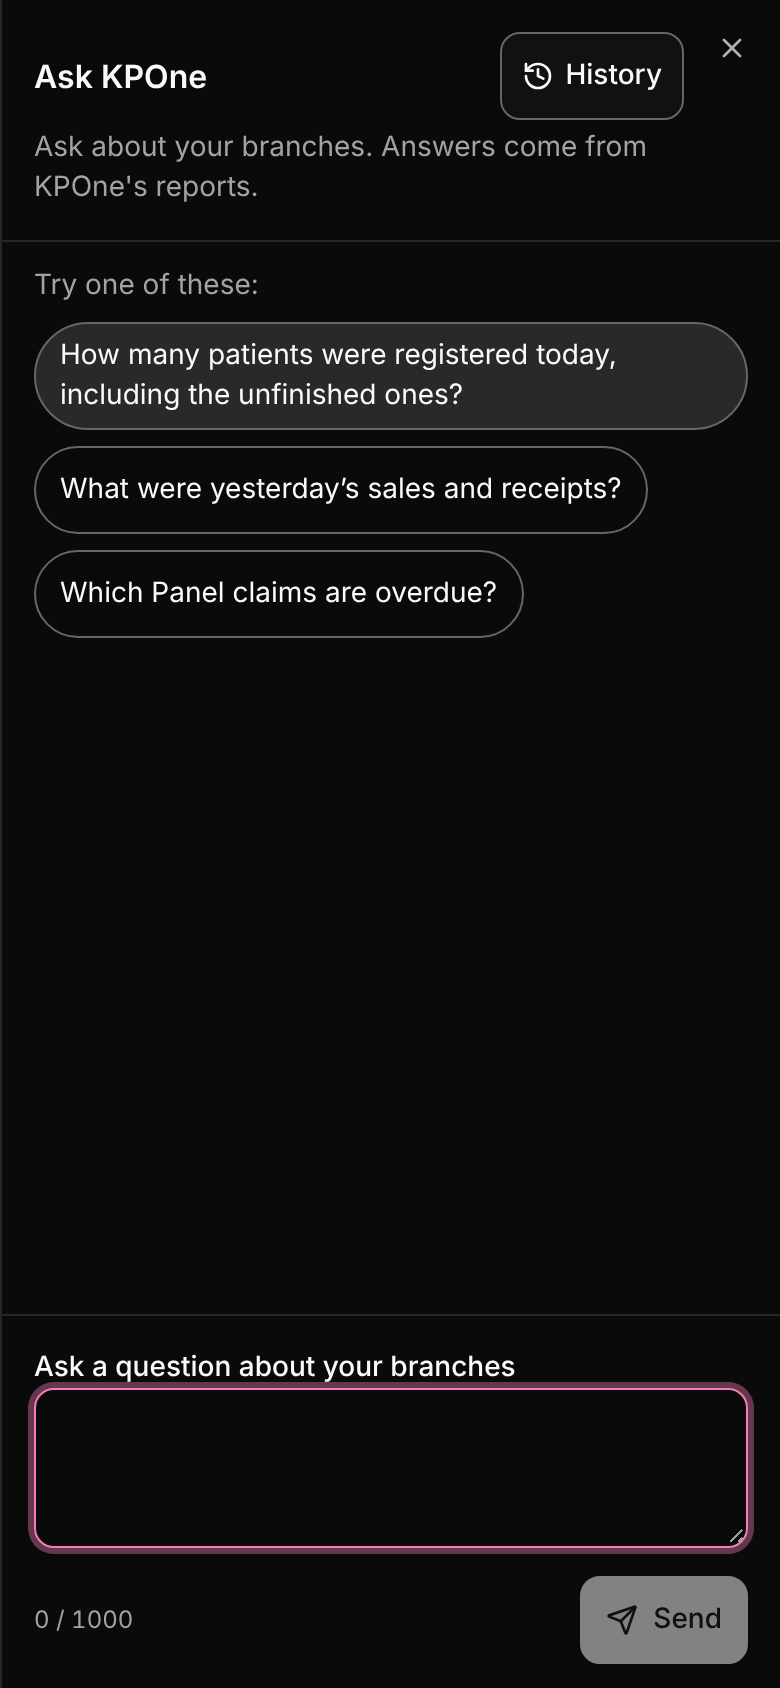 Ask KPOne
History
Ask about your branches. Answers come from
KPOne's reports.
Try one of these:
How many patients were registered today,
including the unfinished ones?
What were yesterday’s sales and receipts?
Which Panel claims are overdue?
Ask a question about your branches
0 / 1000
Send